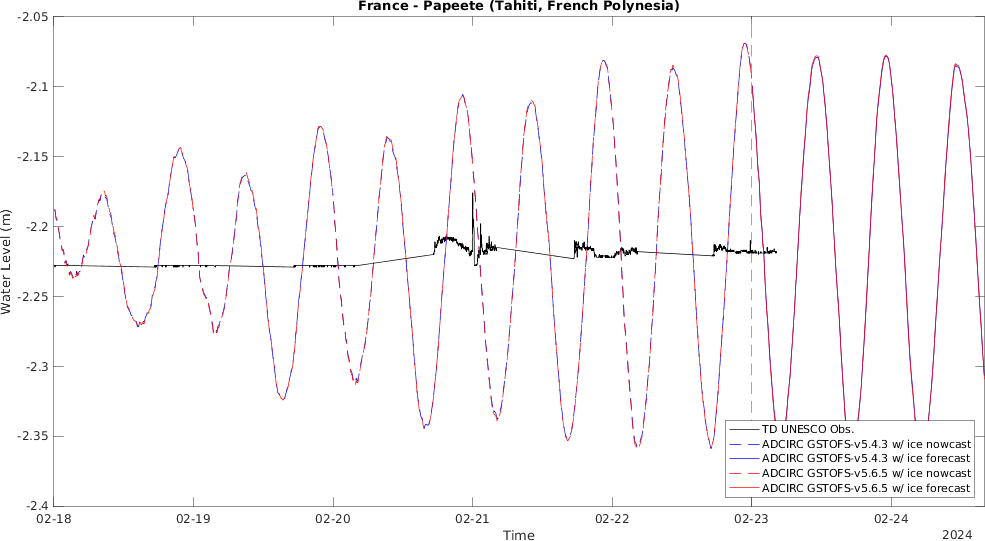 France - Papeete (Tahiti, French Polynesia)
Water Level (m)
-2.05
-2.1
-2.15
-2.2
-2.25
-2.3
-2.35
-2.4
TD UNESCO Obs.
ADCIRC GSTOFS-v5.4.3 w/ ice nowcast
ADCIRC GSTOFS-v5.4.3 w/ ice forecast
ADCIRC GSTOFS-v5.6.5 w/ ice nowcast
ADCIRC GSTOFS-v5.6.5 w/ ice forecast
02-18 02-19 02-20 02-21 02-22 02-23 02-24
Time
2024